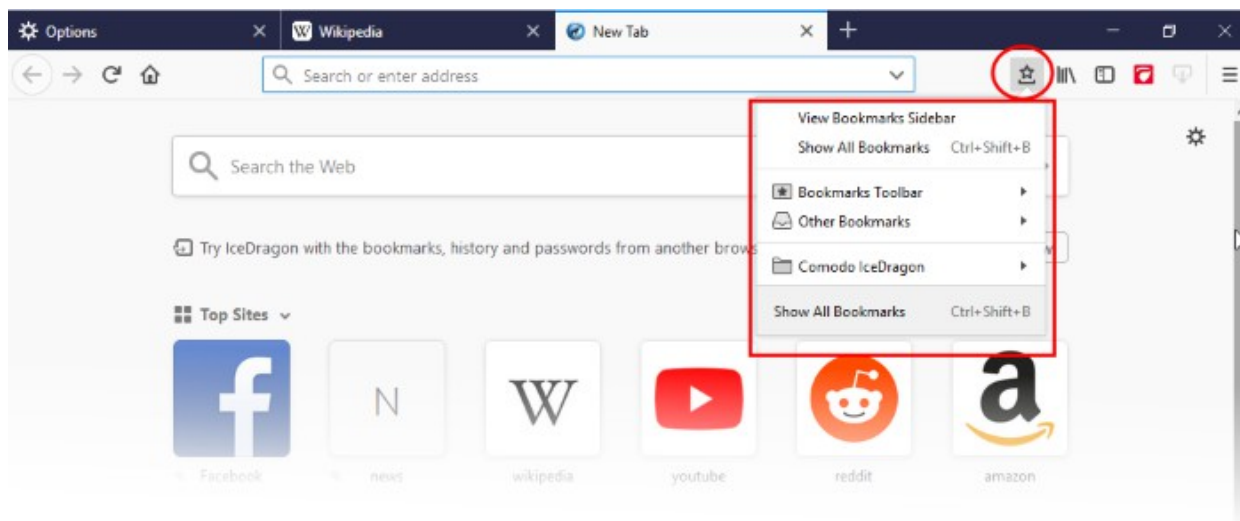 Options
Wikipedia
New Tab
Search or enter address
View Bookmarks Sidebar
Show All Bookmarks Ctrl+Shift+B
Search the Web
Bookmarks Toolbar
Other Bookmarks
Try IceDragon with the bookmarks, history and passwords from another
Comodo IceDragon
Top Sites
Show All Bookmarks Ctrl+Shift+B
f
N
W
a
Facebook
news
wikipedia
youtube
reddit
amazon